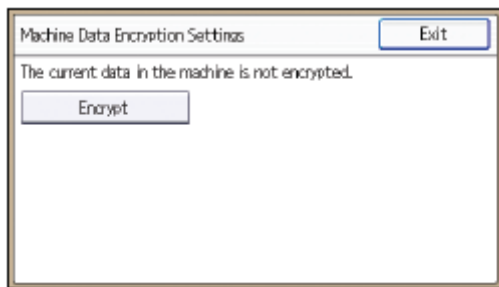 Machine Data Encryption Settings Exit
The current data in the machine is not encrypted.
Encrypt